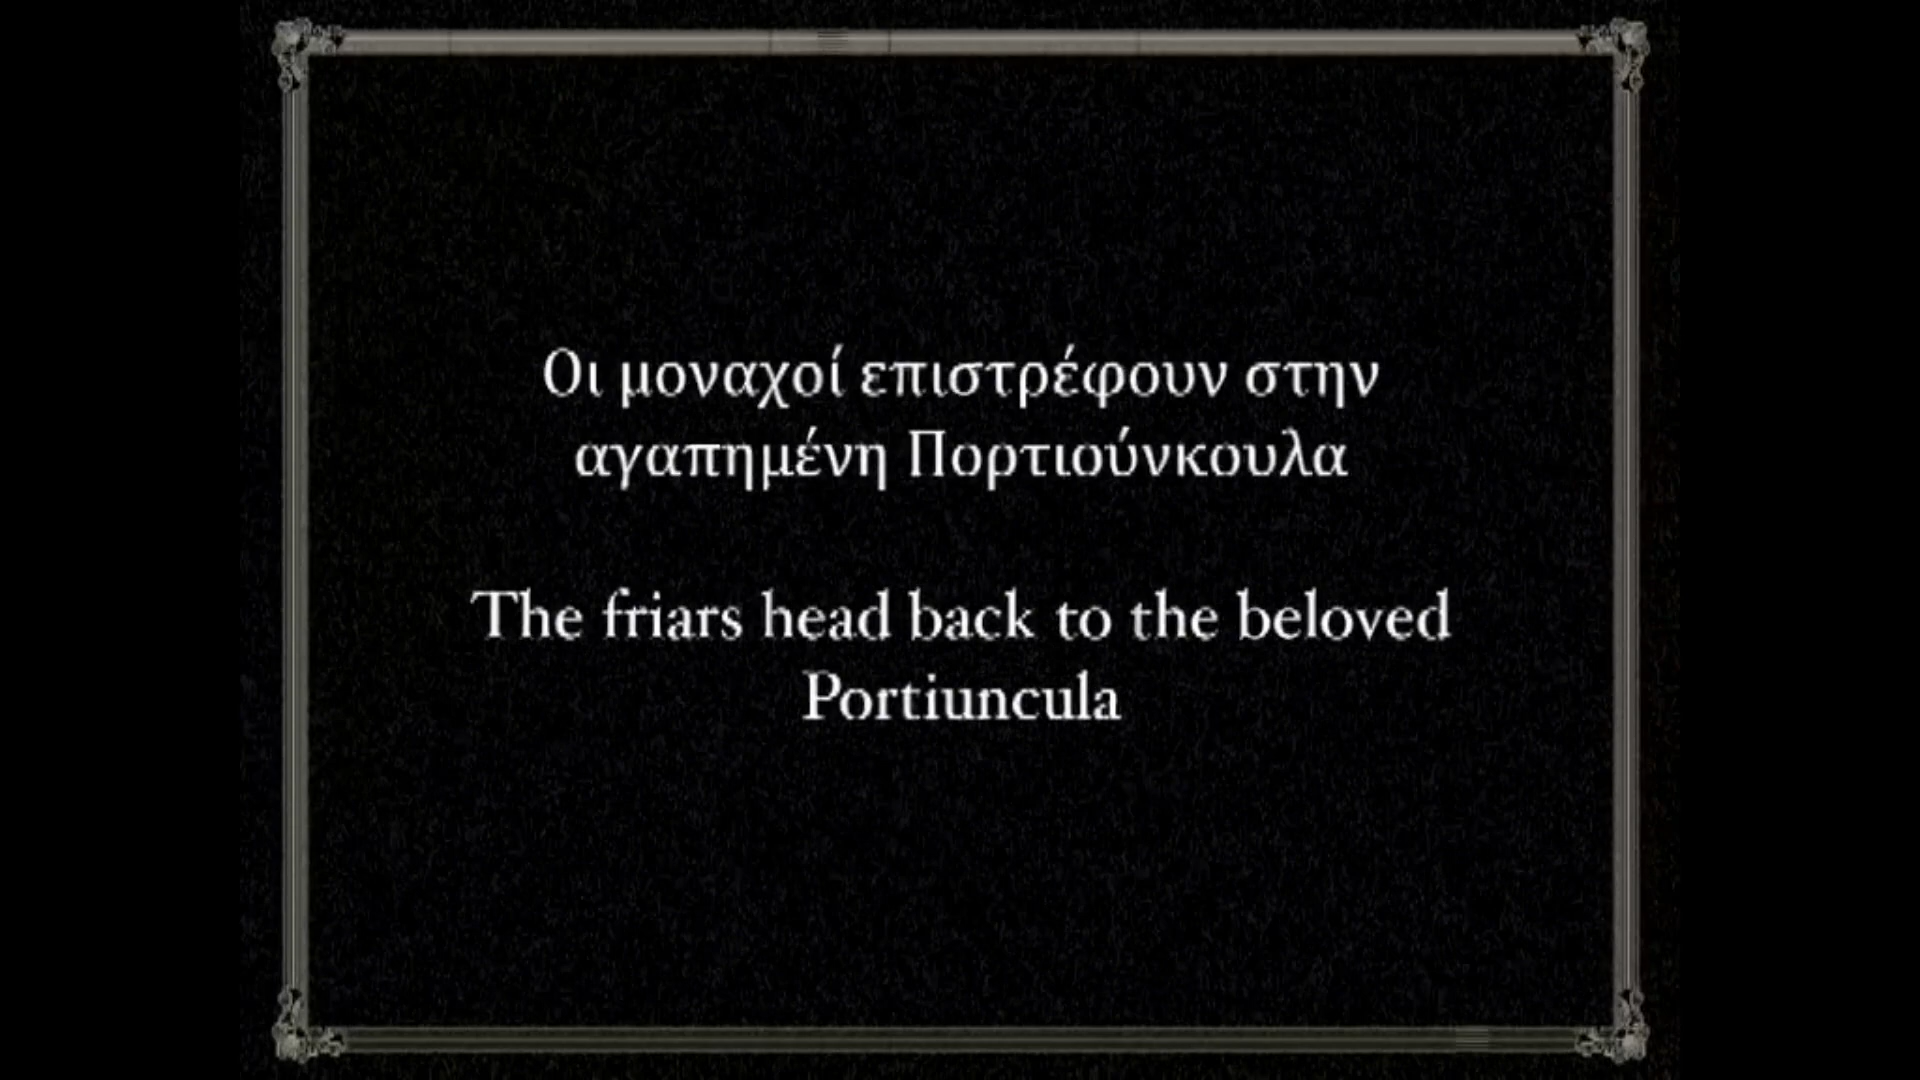 Οι μοναχοί επιστρέφουν στην
αγαπημένη Πορτιούνκουλα
The friars head back to the beloved
Portiuncula